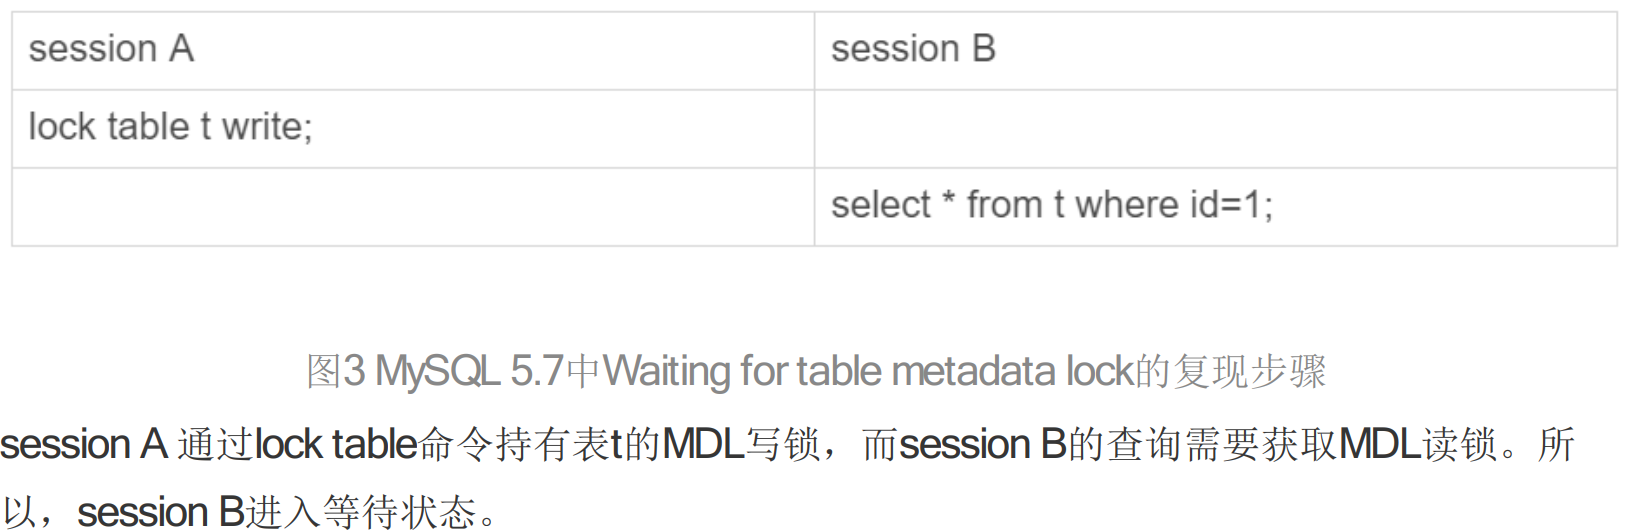 session A session B
lock table t write;
select * from t where id=1;
图3 MySQL 5.7中Waiting for table metadata lock的复现步骤
session A 通过lock table命令持有表t的MDL写锁，而session B的查询需要获取MDL读锁。所
以，session B进入等待状态。